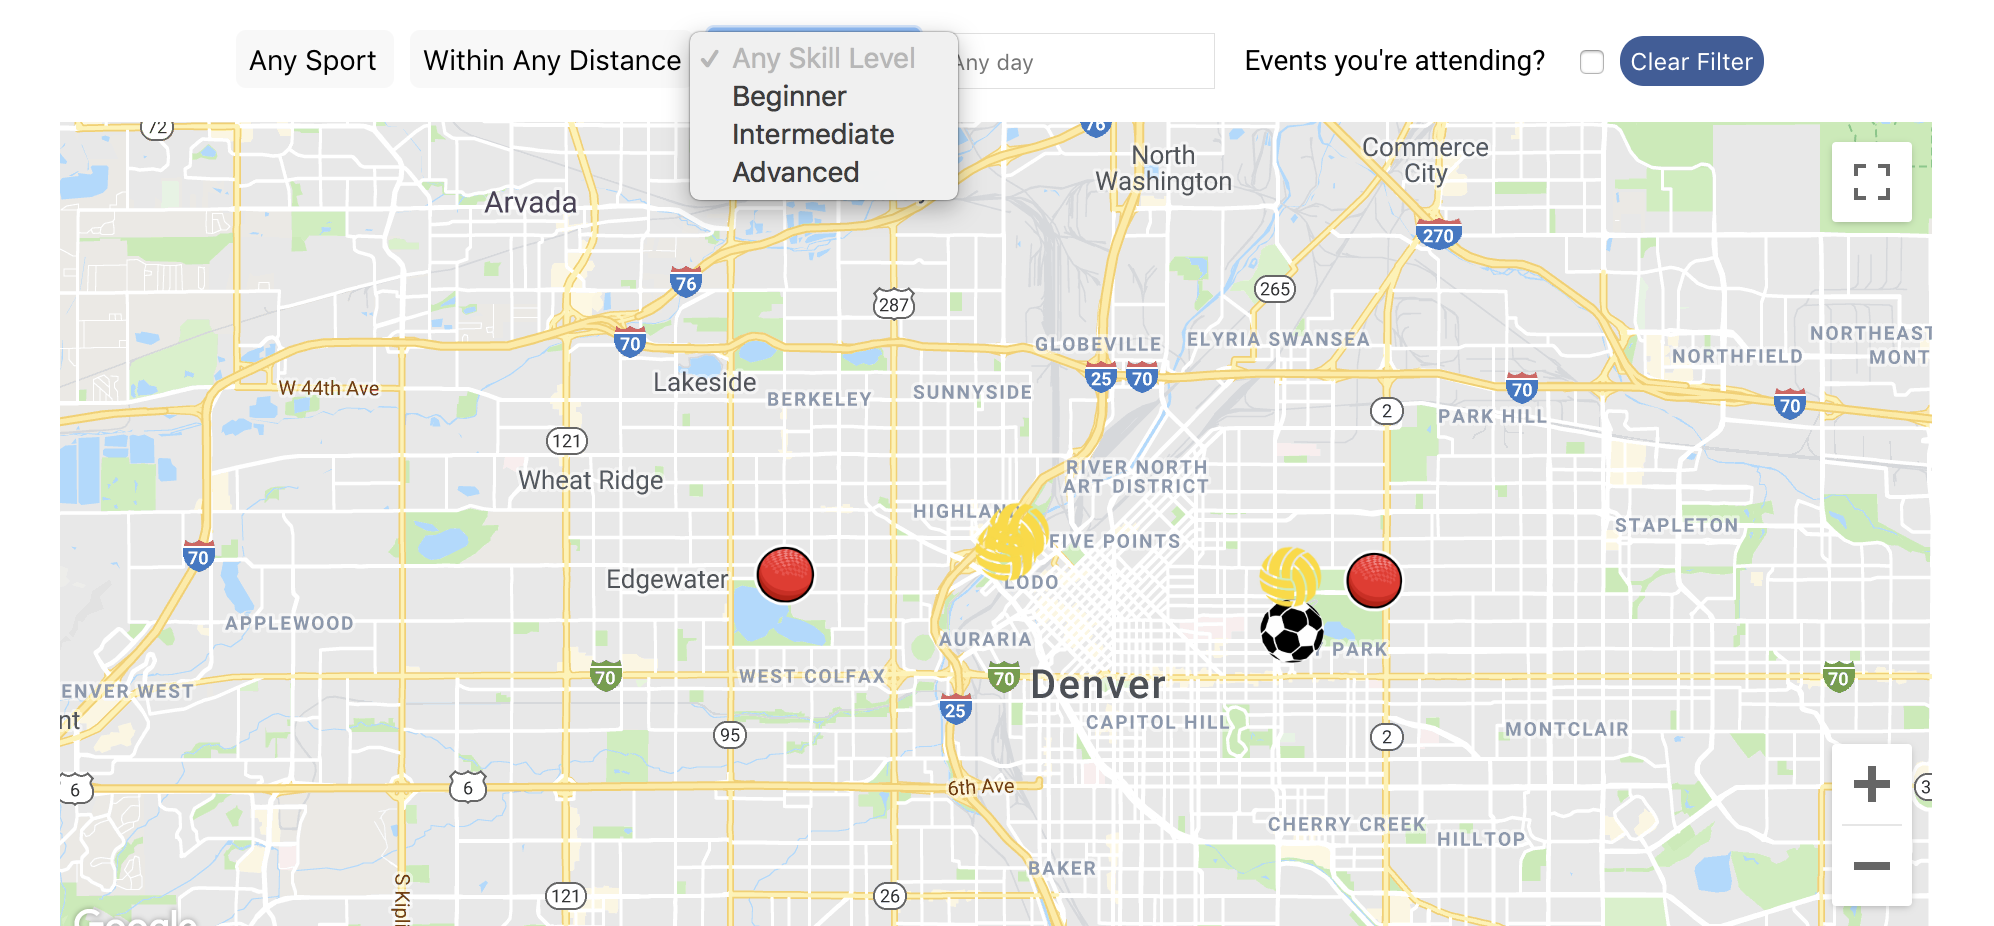 Any Sport
Within Any Distance
✓ Any Skill Level
Beginner
Intermediate
Advanced
Any day
Events you're attending?
Clear Filter
72
76
North
Washington
Commerce
City
Arvada
270
76
287
265
70
GLOBEVILLE
ELYRIA SWANSEA
NORTHFIELD
NORTHEAST
MONT
W 44th Ave
Lakeside
BERKELEY
SUNNYSIDE
25
70
70
70
2
PARK HILL
121
Wheat Ridge
RIVER NORTH
ART DISTRICT
HIGHLAN
FIVE POINTS
STAPLETON
70
Edgewater
LODO
APPLEWOOD
AURARIA
PARK
70
WEST COLFAX
70
Denver
70
ENVER WEST
nt
25
CAPITOL HILL
95
2
MONTCLAIR
6
6
6th Ave
3
CHERRY CREEK
HILLTOP
BAKER
S Kipli
121
26
Google